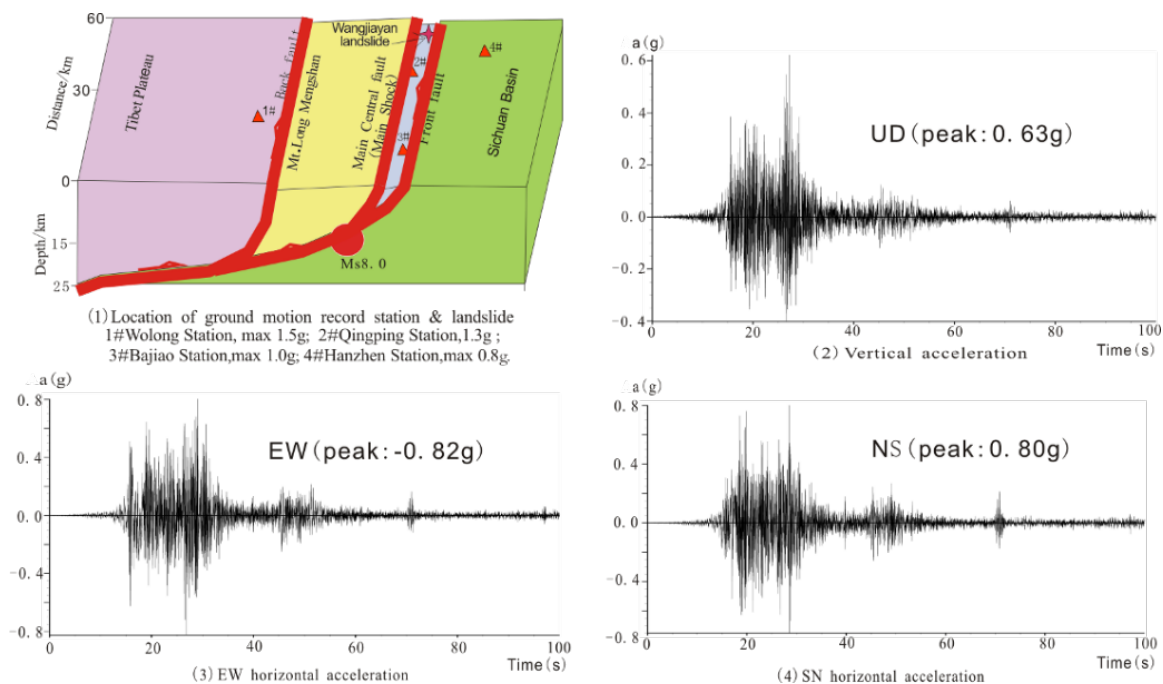 60
30
0
Distance/km
15
25
Depth/km
Tibet Plateau
1#
Back fault
Mt.Long Mengshan
Main Central fault
(Main Shock)
Wangjiayan
landslide
2#
3#
Front fault
4#
Sichuan Basin
Ms8.0
(1)Location of ground motion record station & landslide
1#Wolong Station, max 1.5g; 2#Qingping Station,1.3g ;
3#Bajiao Station,max 1.0g; 4#Hanzhen Station,max 0.8g.
a(g)
0.6
0.4
0.2
0.0
-0.2
-0.4
UD(peak:0.63g)
0 20 40 60 80 100
Time(s)
(2) Vertical acceleration
a(g)
0.8
0.4
0.0
-0.4
-0.8
EW(peak:-0.82g)
20 40 60 80 100
Time(s)
(3) EW horizontal acceleration
a(g)
0.8
0.4
0.0
-0.4
-0.8
NS(peak:0.80g)
0 20 40 60 80 100
Time(s)
(4) SN horizontal acceleration